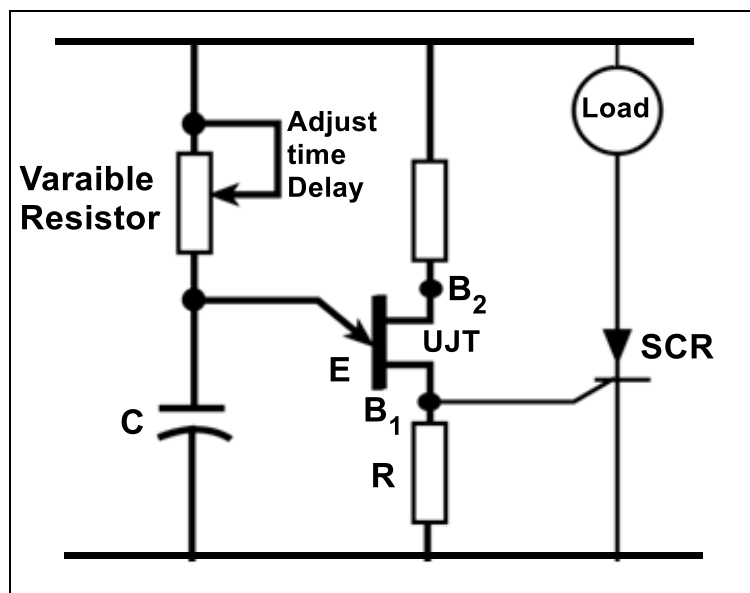 Adjust
time
Delay
Load
Varaible
Resistor
B2
UJT
SCR
E
B1
C
R